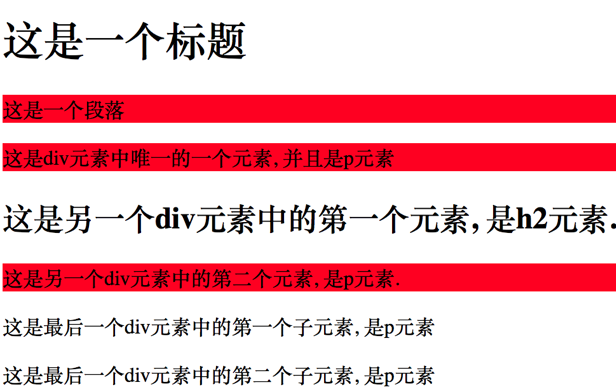 这是一个标题
这是一个段落
这是div元素中唯一的一个元素, 并且是p元素
这是另一个div元素中的第一个元素, 是h2元素.
这是另一个div元素中的第二个元素, 是p元素.
这是最后一个div元素中的第一个子元素, 是p元素
这是最后一个div元素中的第二个子元素, 是p元素